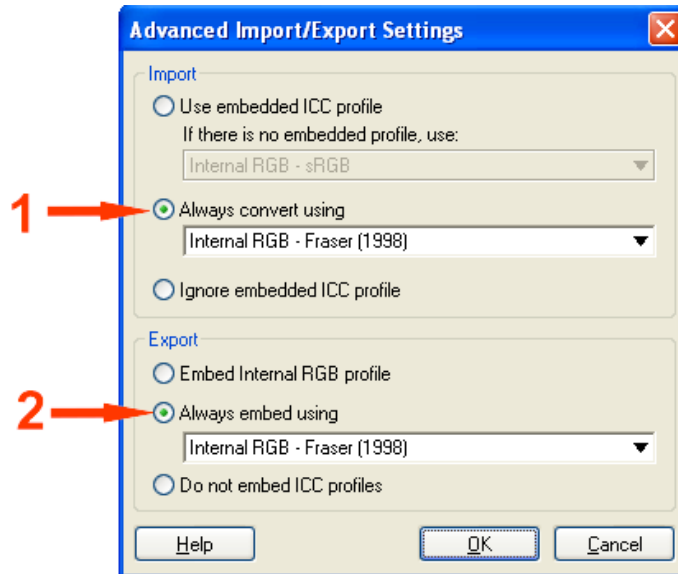 Advanced Import/Export Settings
Import
Use embedded ICC profile
If there is no embedded profile, use:
Internal RGB - sRGB
1
Always convert using
Internal RGB - Fraser (1998)
Ignore embedded ICC profile
Export
Embed Internal RGB profile
2
Always embed using
Internal RGB - Fraser (1998)
Do not embed ICC profiles
Help OK Cancel